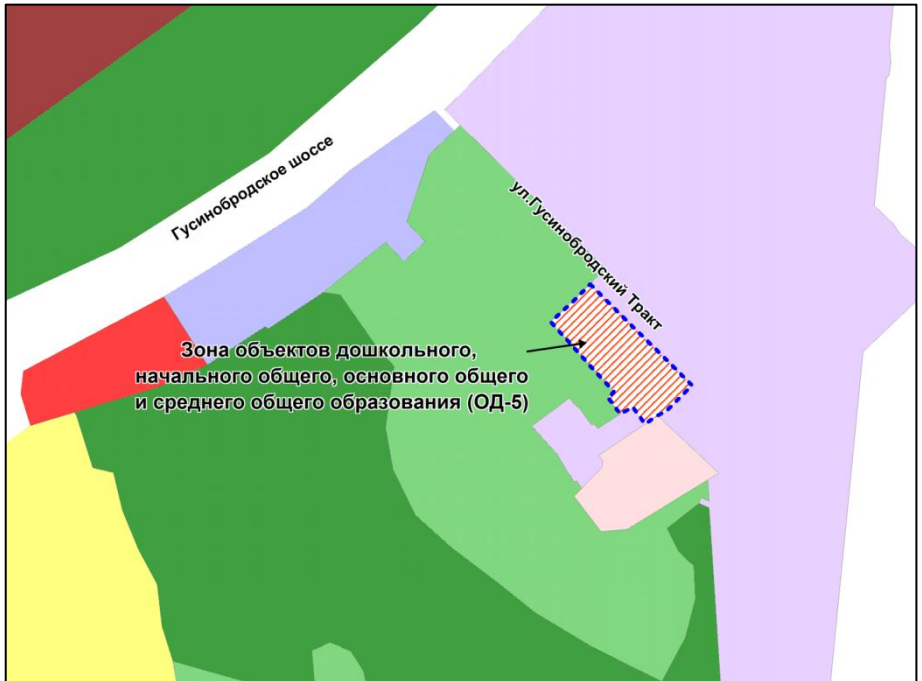 Гусинобродское шоссе
ул.Гусинобродский Тракт
Зона объектов дошкольного,
начального общего, основного общего
и среднего общего образования (ОД-5)